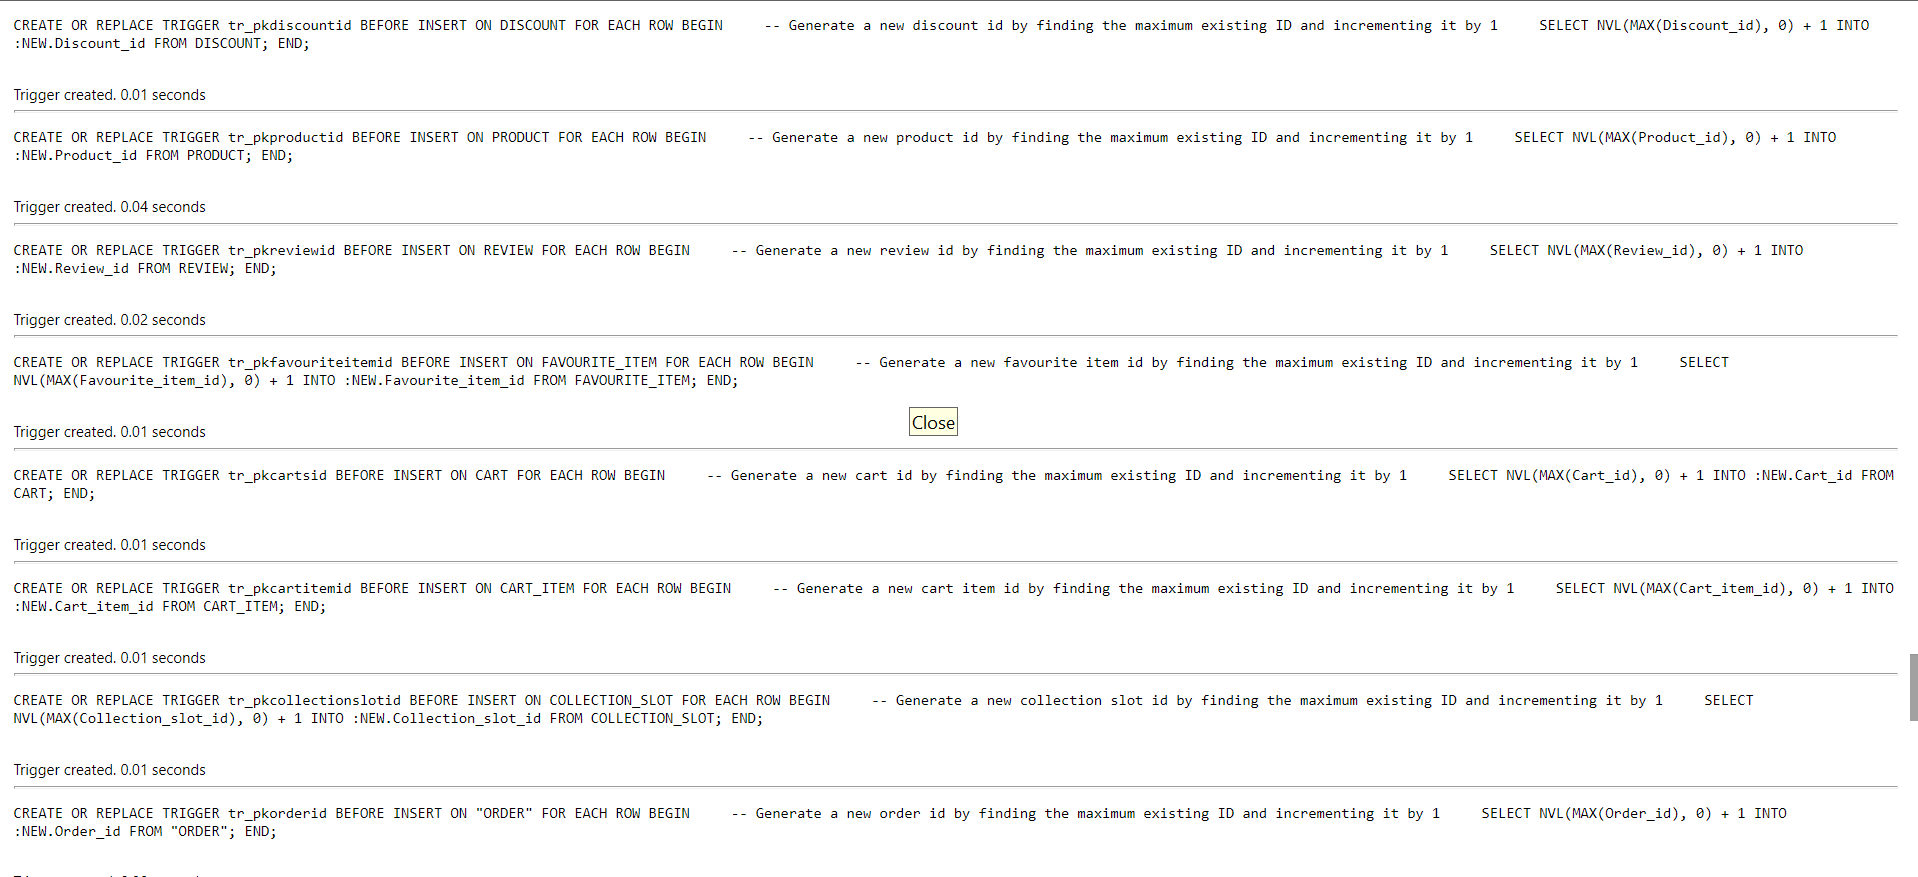 CREATE OR REPLACE TRIGGER tr_pkdiscountid BEFORE INSERT ON DISCOUNT FOR EACH ROW BEGIN     -- Generate a new discount id by finding the maximum existing ID and incrementing it by 1     SELECT NVL(MAX(Discount_id), 0) + 1 INTO
:NEW.Discount_id FROM DISCOUNT; END;
Trigger created. 0.01 seconds
CREATE OR REPLACE TRIGGER tr_pkproductid BEFORE INSERT ON PRODUCT FOR EACH ROW BEGIN     -- Generate a new product id by finding the maximum existing ID and incrementing it by 1     SELECT NVL(MAX(Product_id), 0) + 1 INTO
:NEW.Product_id FROM PRODUCT; END;
Trigger created. 0.04 seconds
CREATE OR REPLACE TRIGGER tr_pkreviewid BEFORE INSERT ON REVIEW FOR EACH ROW BEGIN     -- Generate a new review id by finding the maximum existing ID and incrementing it by 1     SELECT NVL(MAX(Review_id), 0) + 1 INTO
:NEW.Review_id FROM REVIEW; END;
Trigger created. 0.02 seconds
CREATE OR REPLACE TRIGGER tr_pkfavouriteitemid BEFORE INSERT ON FAVOURITE_ITEM FOR EACH ROW BEGIN     -- Generate a new favourite item id by finding the maximum existing ID and incrementing it by 1     SELECT
NVL(MAX(Favourite_item_id), 0) + 1 INTO :NEW.Favourite_item_id FROM FAVOURITE_ITEM; END;
Close
Trigger created. 0.01 seconds
CREATE OR REPLACE TRIGGER tr_pkcartsid BEFORE INSERT ON CART FOR EACH ROW BEGIN     -- Generate a new cart id by finding the maximum existing ID and incrementing it by 1     SELECT NVL(MAX(Cart_id), 0) + 1 INTO :NEW.Cart_id FROM
CART; END;
Trigger created. 0.01 seconds
CREATE OR REPLACE TRIGGER tr_pkcartitemid BEFORE INSERT ON CART_ITEM FOR EACH ROW BEGIN     -- Generate a new cart item id by finding the maximum existing ID and incrementing it by 1     SELECT NVL(MAX(Cart_item_id), 0) + 1 INTO
:NEW.Cart_item_id FROM CART_ITEM; END;
Trigger created. 0.01 seconds
CREATE OR REPLACE TRIGGER tr_pkcollectionslotid BEFORE INSERT ON COLLECTION_SLOT FOR EACH ROW BEGIN     -- Generate a new collection slot id by finding the maximum existing ID and incrementing it by 1     SELECT
NVL(MAX(Collection_slot_id), 0) + 1 INTO :NEW.Collection_slot_id FROM COLLECTION_SLOT; END;
Trigger created. 0.01 seconds
CREATE OR REPLACE TRIGGER tr_pkorderid BEFORE INSERT ON "ORDER" FOR EACH ROW BEGIN     -- Generate a new order id by finding the maximum existing ID and incrementing it by 1     SELECT NVL(MAX(Order_id), 0) + 1 INTO
:NEW.Order_id FROM "ORDER"; END;